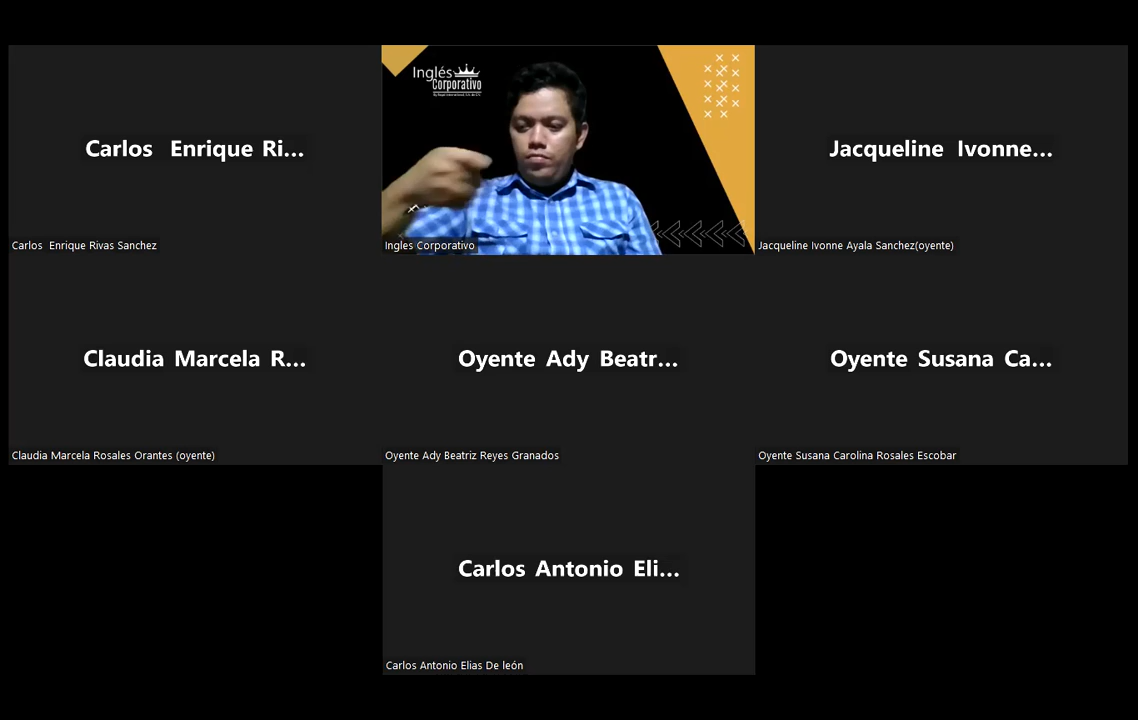 Carlos Enrique Ri...
Carlos Enrique Rivas Sanchez
Inglés
Corporativo
Ingles Corporativo
Jacqueline Ivonne...
Jacqueline Ivonne Ayala Sanchez(oyente)
Claudia Marcela R...
Claudia Marcela Rosales Orantes (oyente)
Oyente Ady Beatr...
Oyente Ady Beatriz Reyes Granados
Oyente Susana Ca...
Oyente Susana Carolina Rosales Escobar
Carlos Antonio Eli...
Carlos Antonio Elias De león